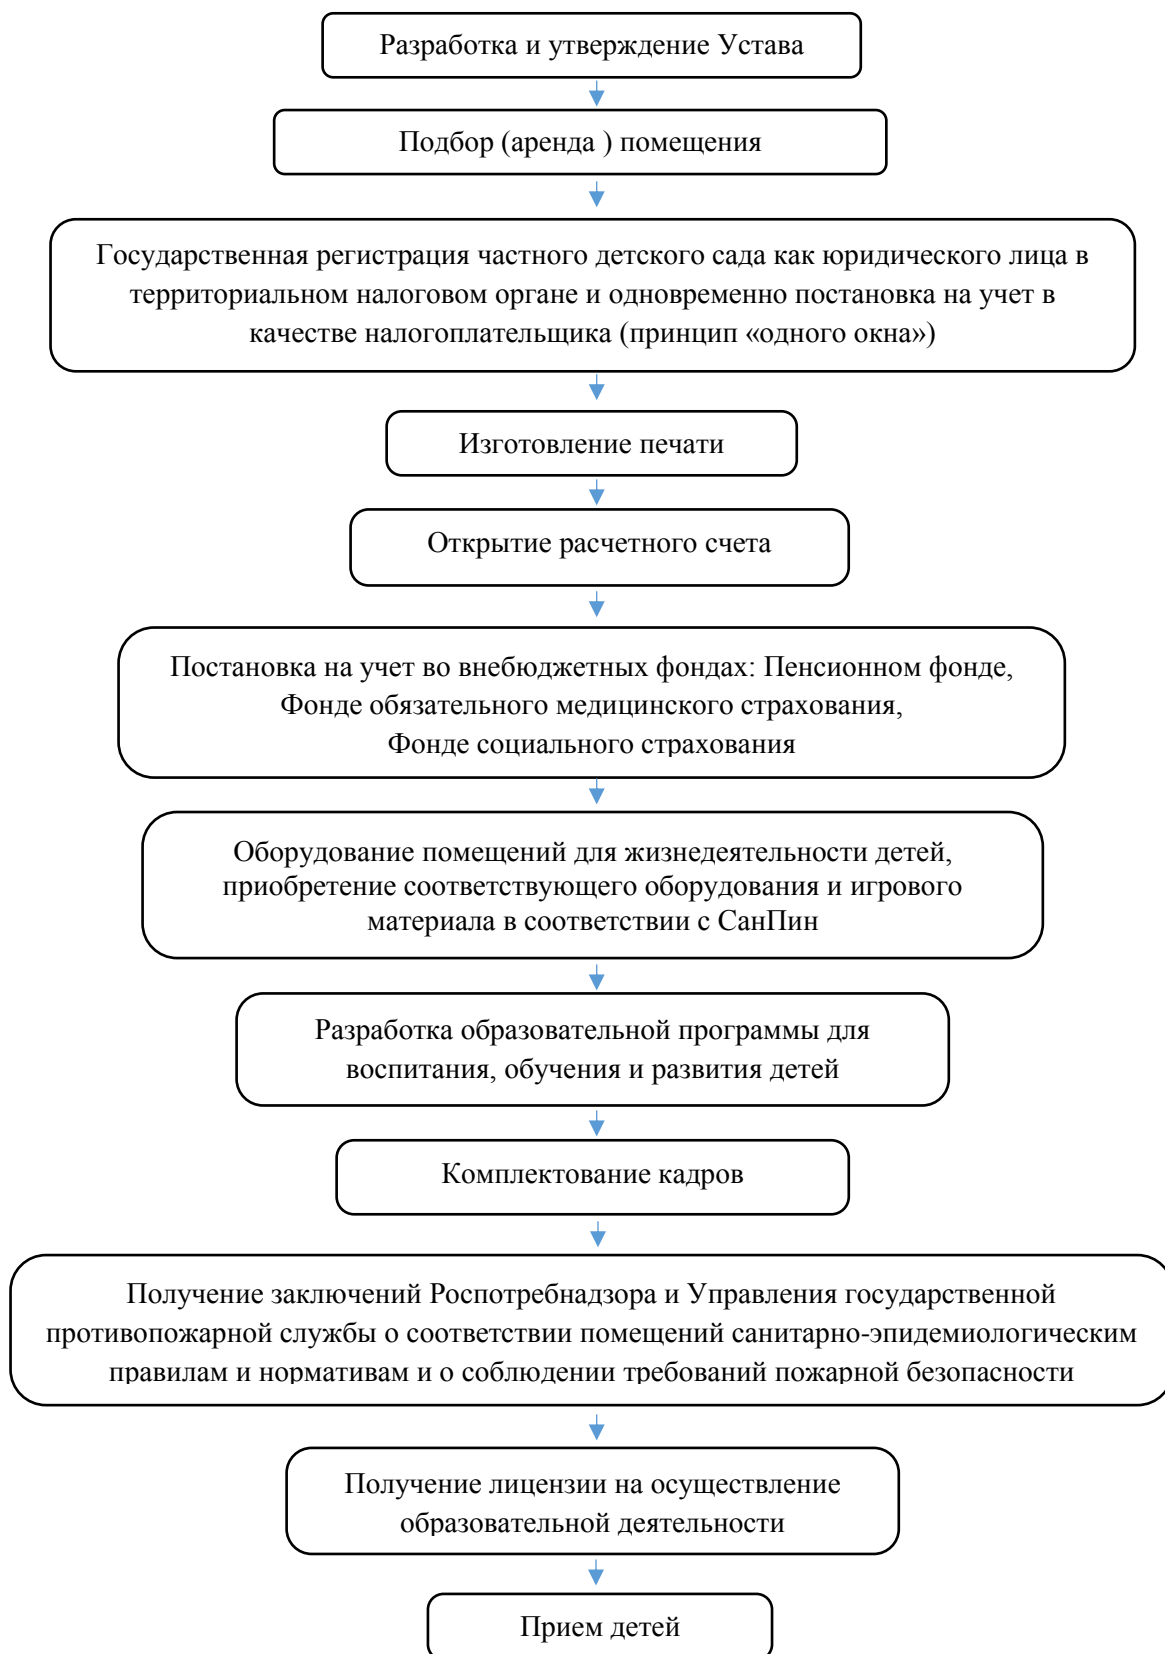 Разработка и утверждение Устава
Подбор (аренда ) помещения
Государственная регистрация частного детского сада как юридического лица в
территориальном налоговом органе и одновременно постановка на учет в
качестве налогоплательщика (принцип «одного окна»)
Изготовление печати
Открытие расчетного счета
Постановка на учет во внебюджетных фондах: Пенсионном фонде,
Фонде обязательного медицинского страхования,
Фонде социального страхования
Оборудование помещений для жизнедеятельности детей,
приобретение соответствующего оборудования и игрового
материала в соответствии с СанПин
Разработка образовательной программы для
воспитания, обучения и развития детей
Комплектование кадров
Получение заключений Роспотребнадзора и Управления государственной
противопожарной службы о соответствии помещений санитарно-эпидемиологическим
правилам и нормативам и о соблюдении требований пожарной безопасности
Получение лицензии на осуществление
образовательной деятельности
Прием детей